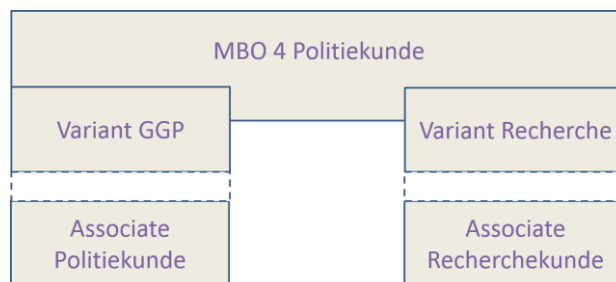 MBO 4 Politiekunde
Variant GGP
Variant Recherche
Associate
Politiekunde
Associate
Recherchekunde